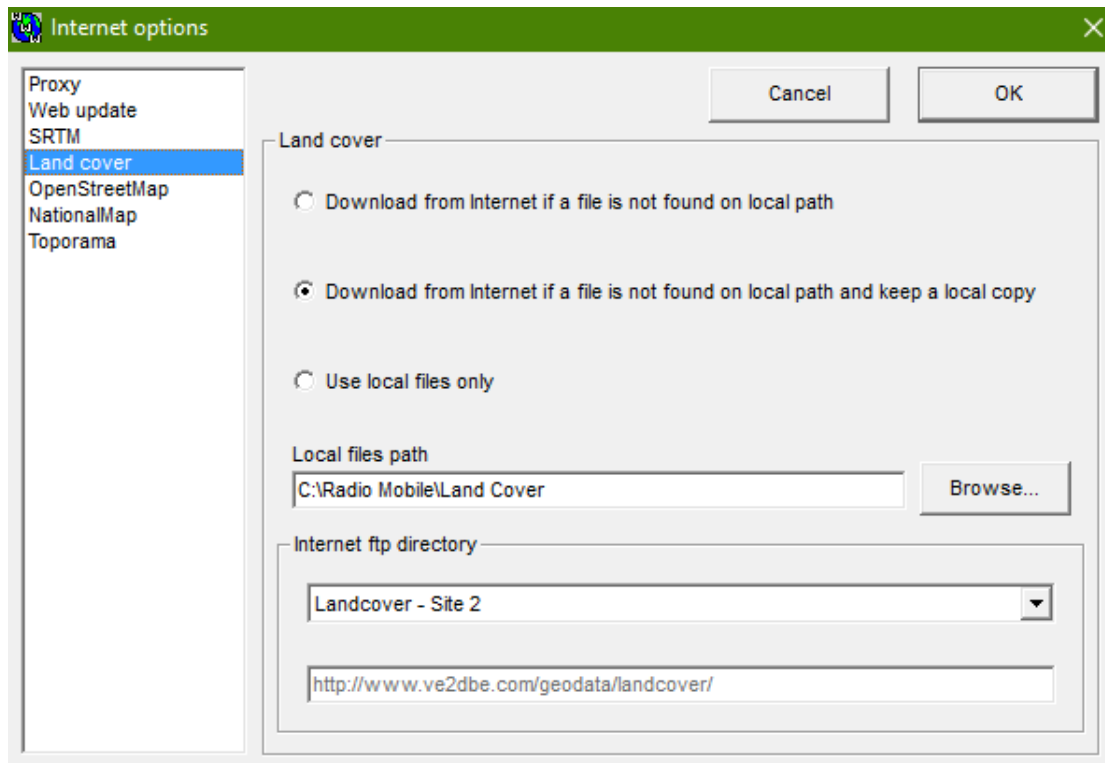 Internet options
Proxy
Web update
SRTM
Land cover
OpenStreetMap
NationalMap
Toporama
Cancel
OK
Land cover
Download from Internet if a file is not found on local path
Download from Internet if a file is not found on local path and keep a local copy
Use local files only
Local files path
C:\Radio Mobile\Land Cover
Browse...
Internet ftp directory
Landcover - Site 2
http://www.ve2dbe.com/geodata/landcover/